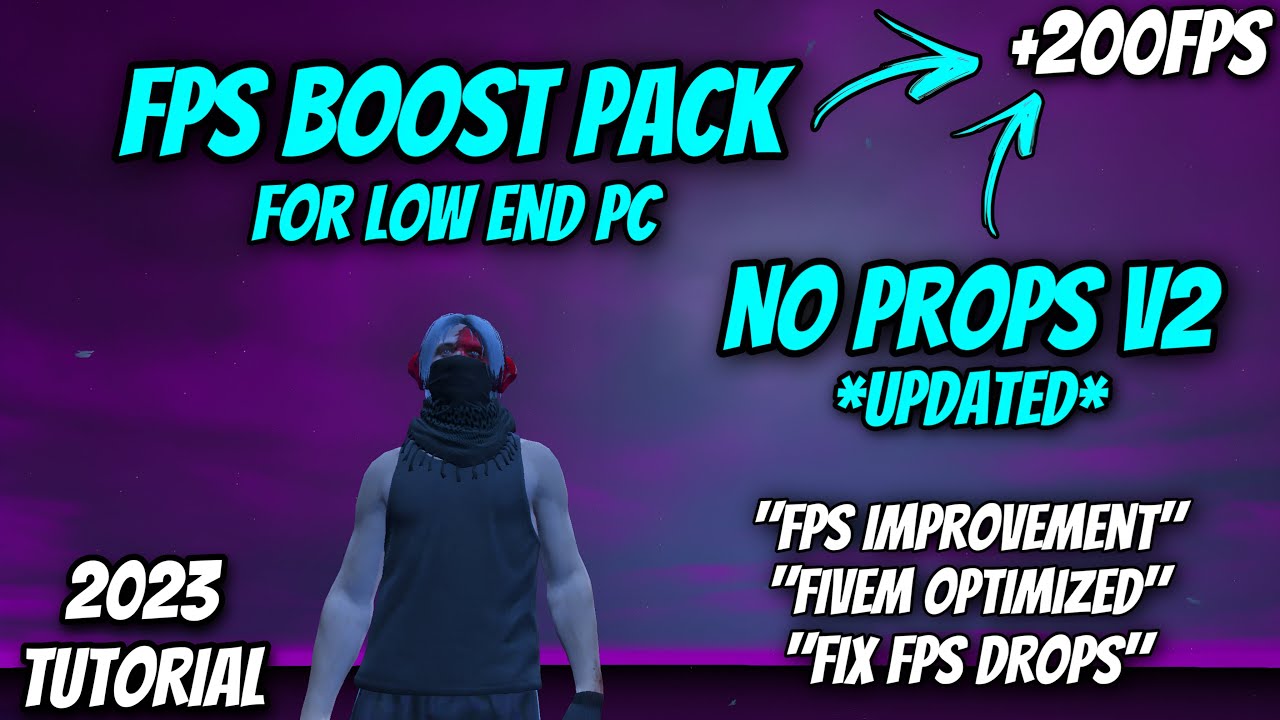 +200FPS
FPS BOOST PACK
FOR LOW END PC
NO PROPS V2
*UPDATED*
"FPS IMPROVEMENT"
"FIVEM OPTIMIZED"
"FIX FPS DROPS"
2023
TUTORIAL